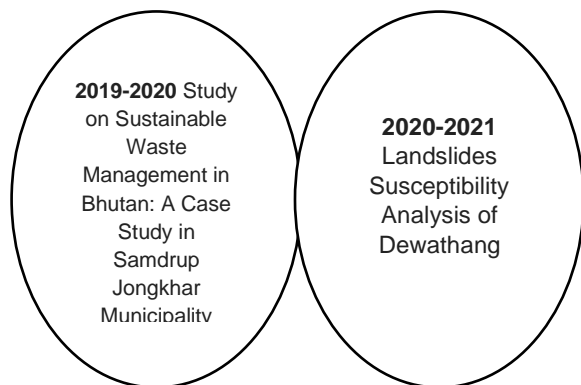 2019-2020 Study
on Sustainable
Waste
Management in
Bhutan: A Case
Study in
Samdrup
Jongkhar
Municipality
2020-2021
Landslides
Susceptibility
Analysis of
Dewathang